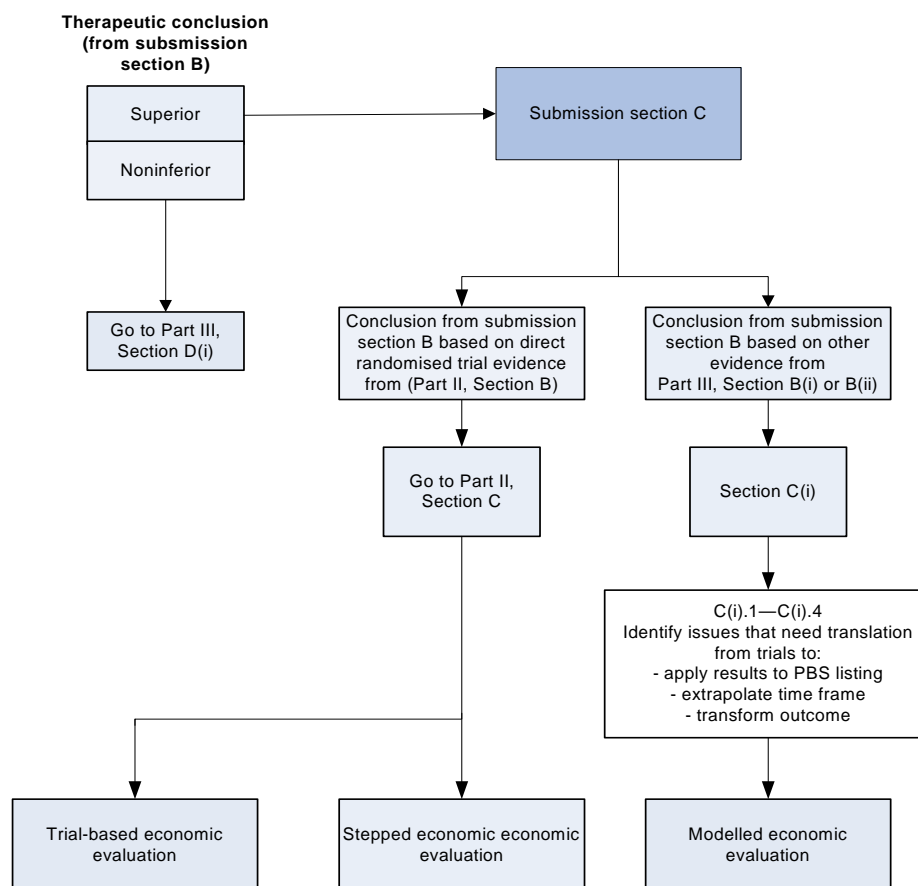 Therapeutic conclusion
(from subsmission
section B)
Superior
Noninferior
Submission section C
Go to Part III,
Section D(i)
Conclusion from submission
section B based on direct
randomised trial evidence
from (Part II, Section B)
Conclusion from submission
section B based on other
evidence from
Part III, Section B(i) or B(ii)
Go to Part II,
Section C
Section C(i)
C(i).1—C(i).4
Identify issues that need translation
from trials to:
- apply results to PBS listing
- extrapolate time frame
- transform outcome
Trial-based economic
evaluation
Stepped economic economic
evaluation
Modelled economic
evaluation